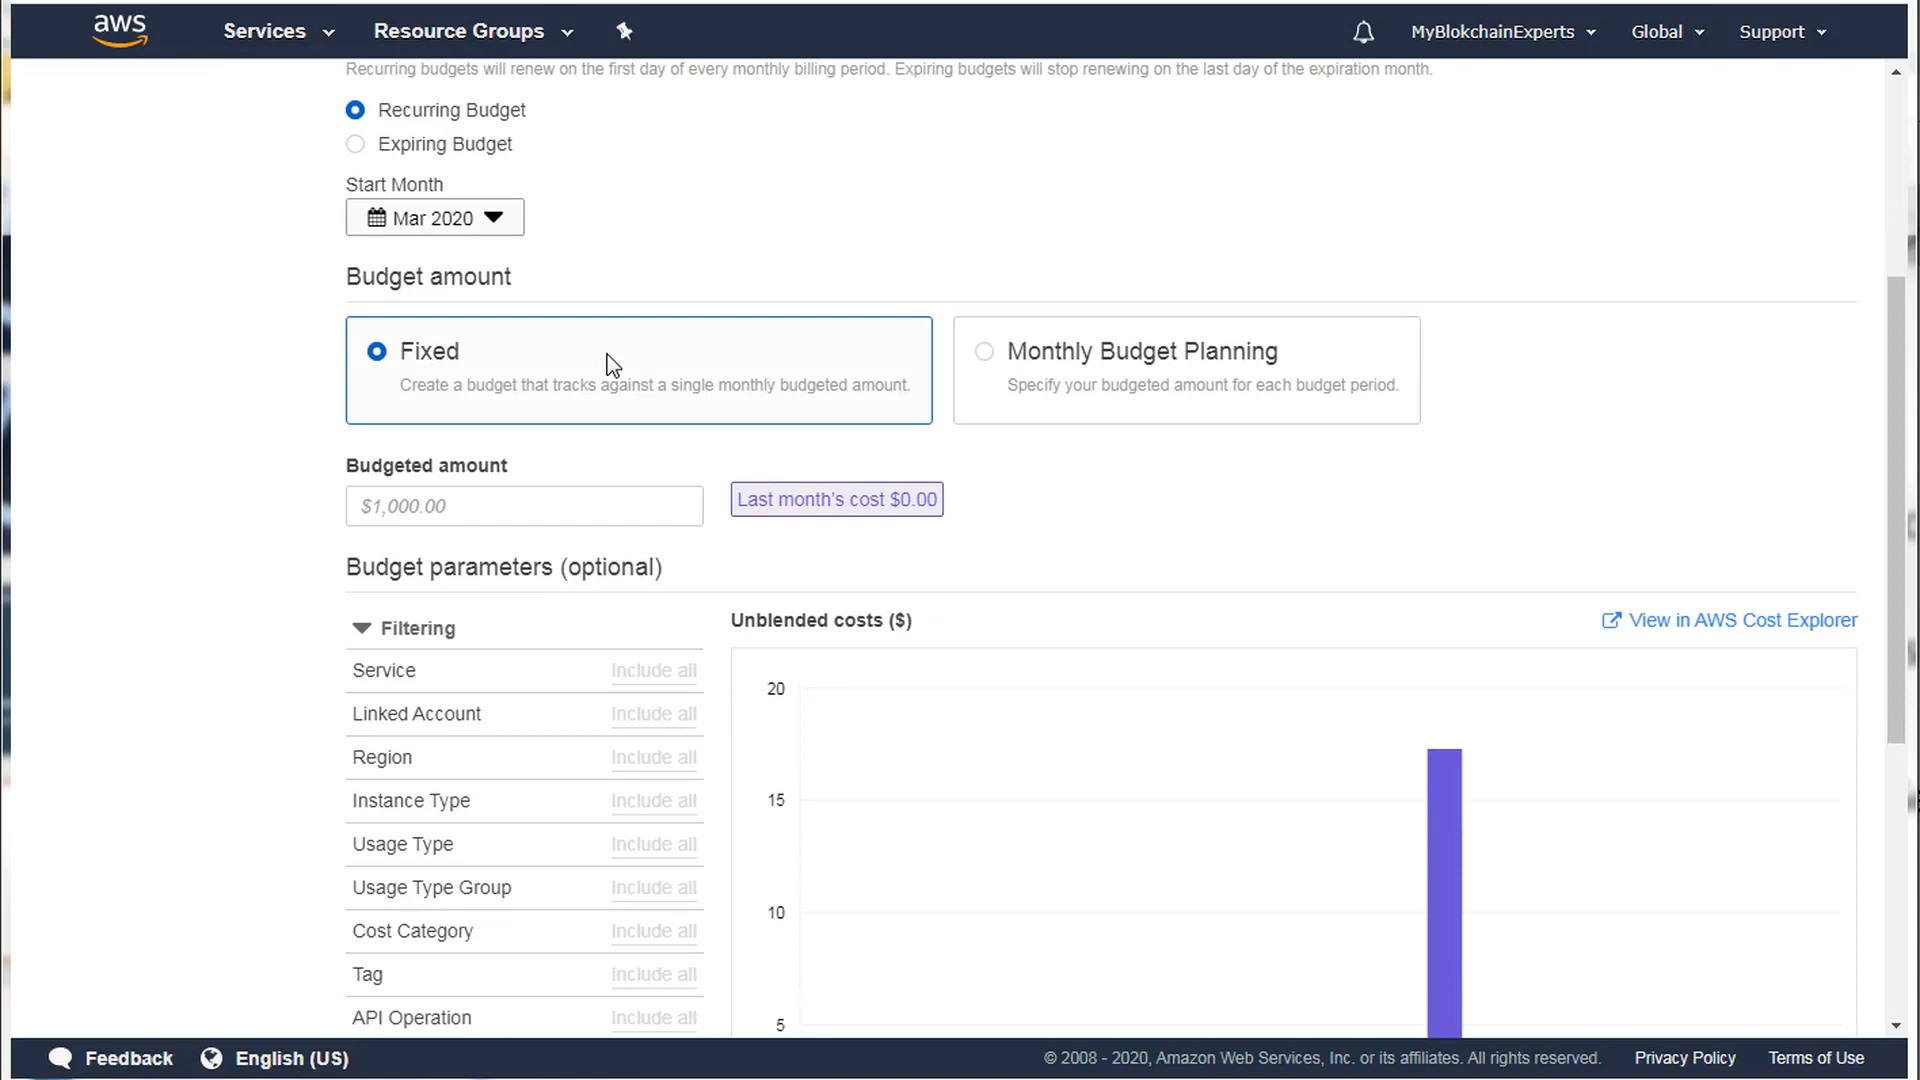 aws Services Resource Groups MyBlokchainExperts Global Support
Recurring budgets will renew on the first day of every monthly billing period. Expiring budgets will stop renewing on the last day of the expiration month.
Recurring Budget
Expiring Budget
Start Month
Mar 2020
Budget amount
Fixed
Create a budget that tracks against a single monthly budgeted amount.
Monthly Budget Planning
Specify your budgeted amount for each budget period.
Budgeted amount
$1,000.00
Last month's cost $0.00
Budget parameters (optional)
Filtering
Service Include all
Linked Account Include all
Region Include all
Instance Type Include all
Usage Type Include all
Usage Type Group Include all
Cost Category Include all
Tag Include all
API Operation Include all
Unblended costs ($)
View in AWS Cost Explorer
20
15
10
5
Feedback English (US) © 2008 - 2020, Amazon Web Services, Inc. or its affiliates. All rights reserved. Privacy Policy Terms of Use